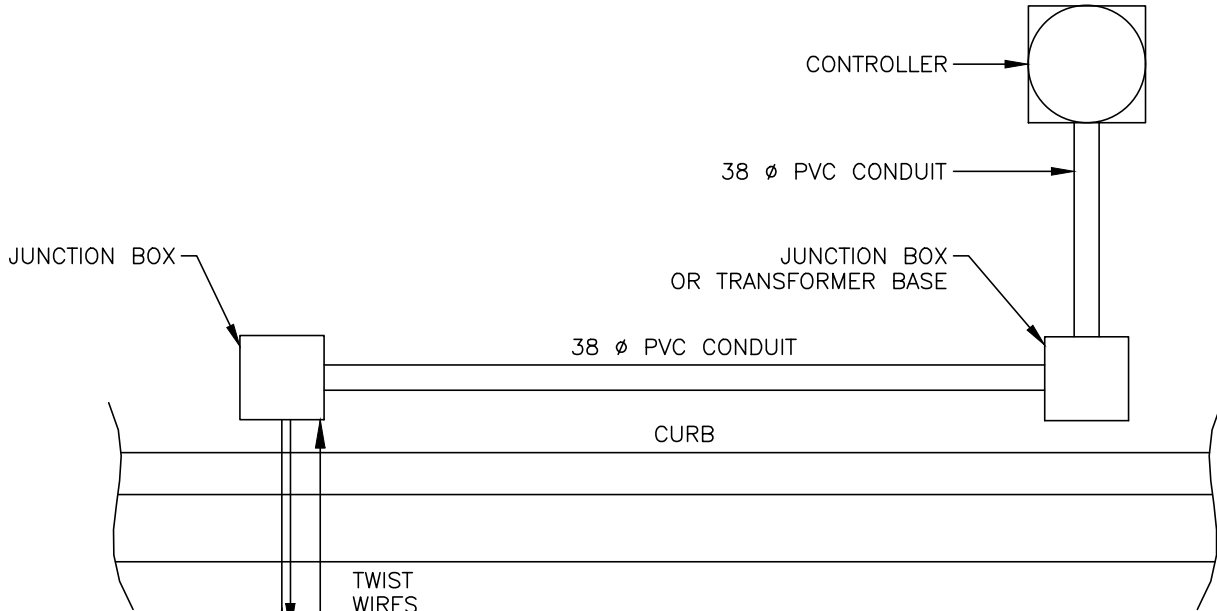 CONTROLLER
38 ø PVC CONDUIT
JUNCTION BOX
JUNCTION BOX
OR TRANSFORMER BASE
38 ø PVC CONDUIT
CURB
TWIST
WIRES